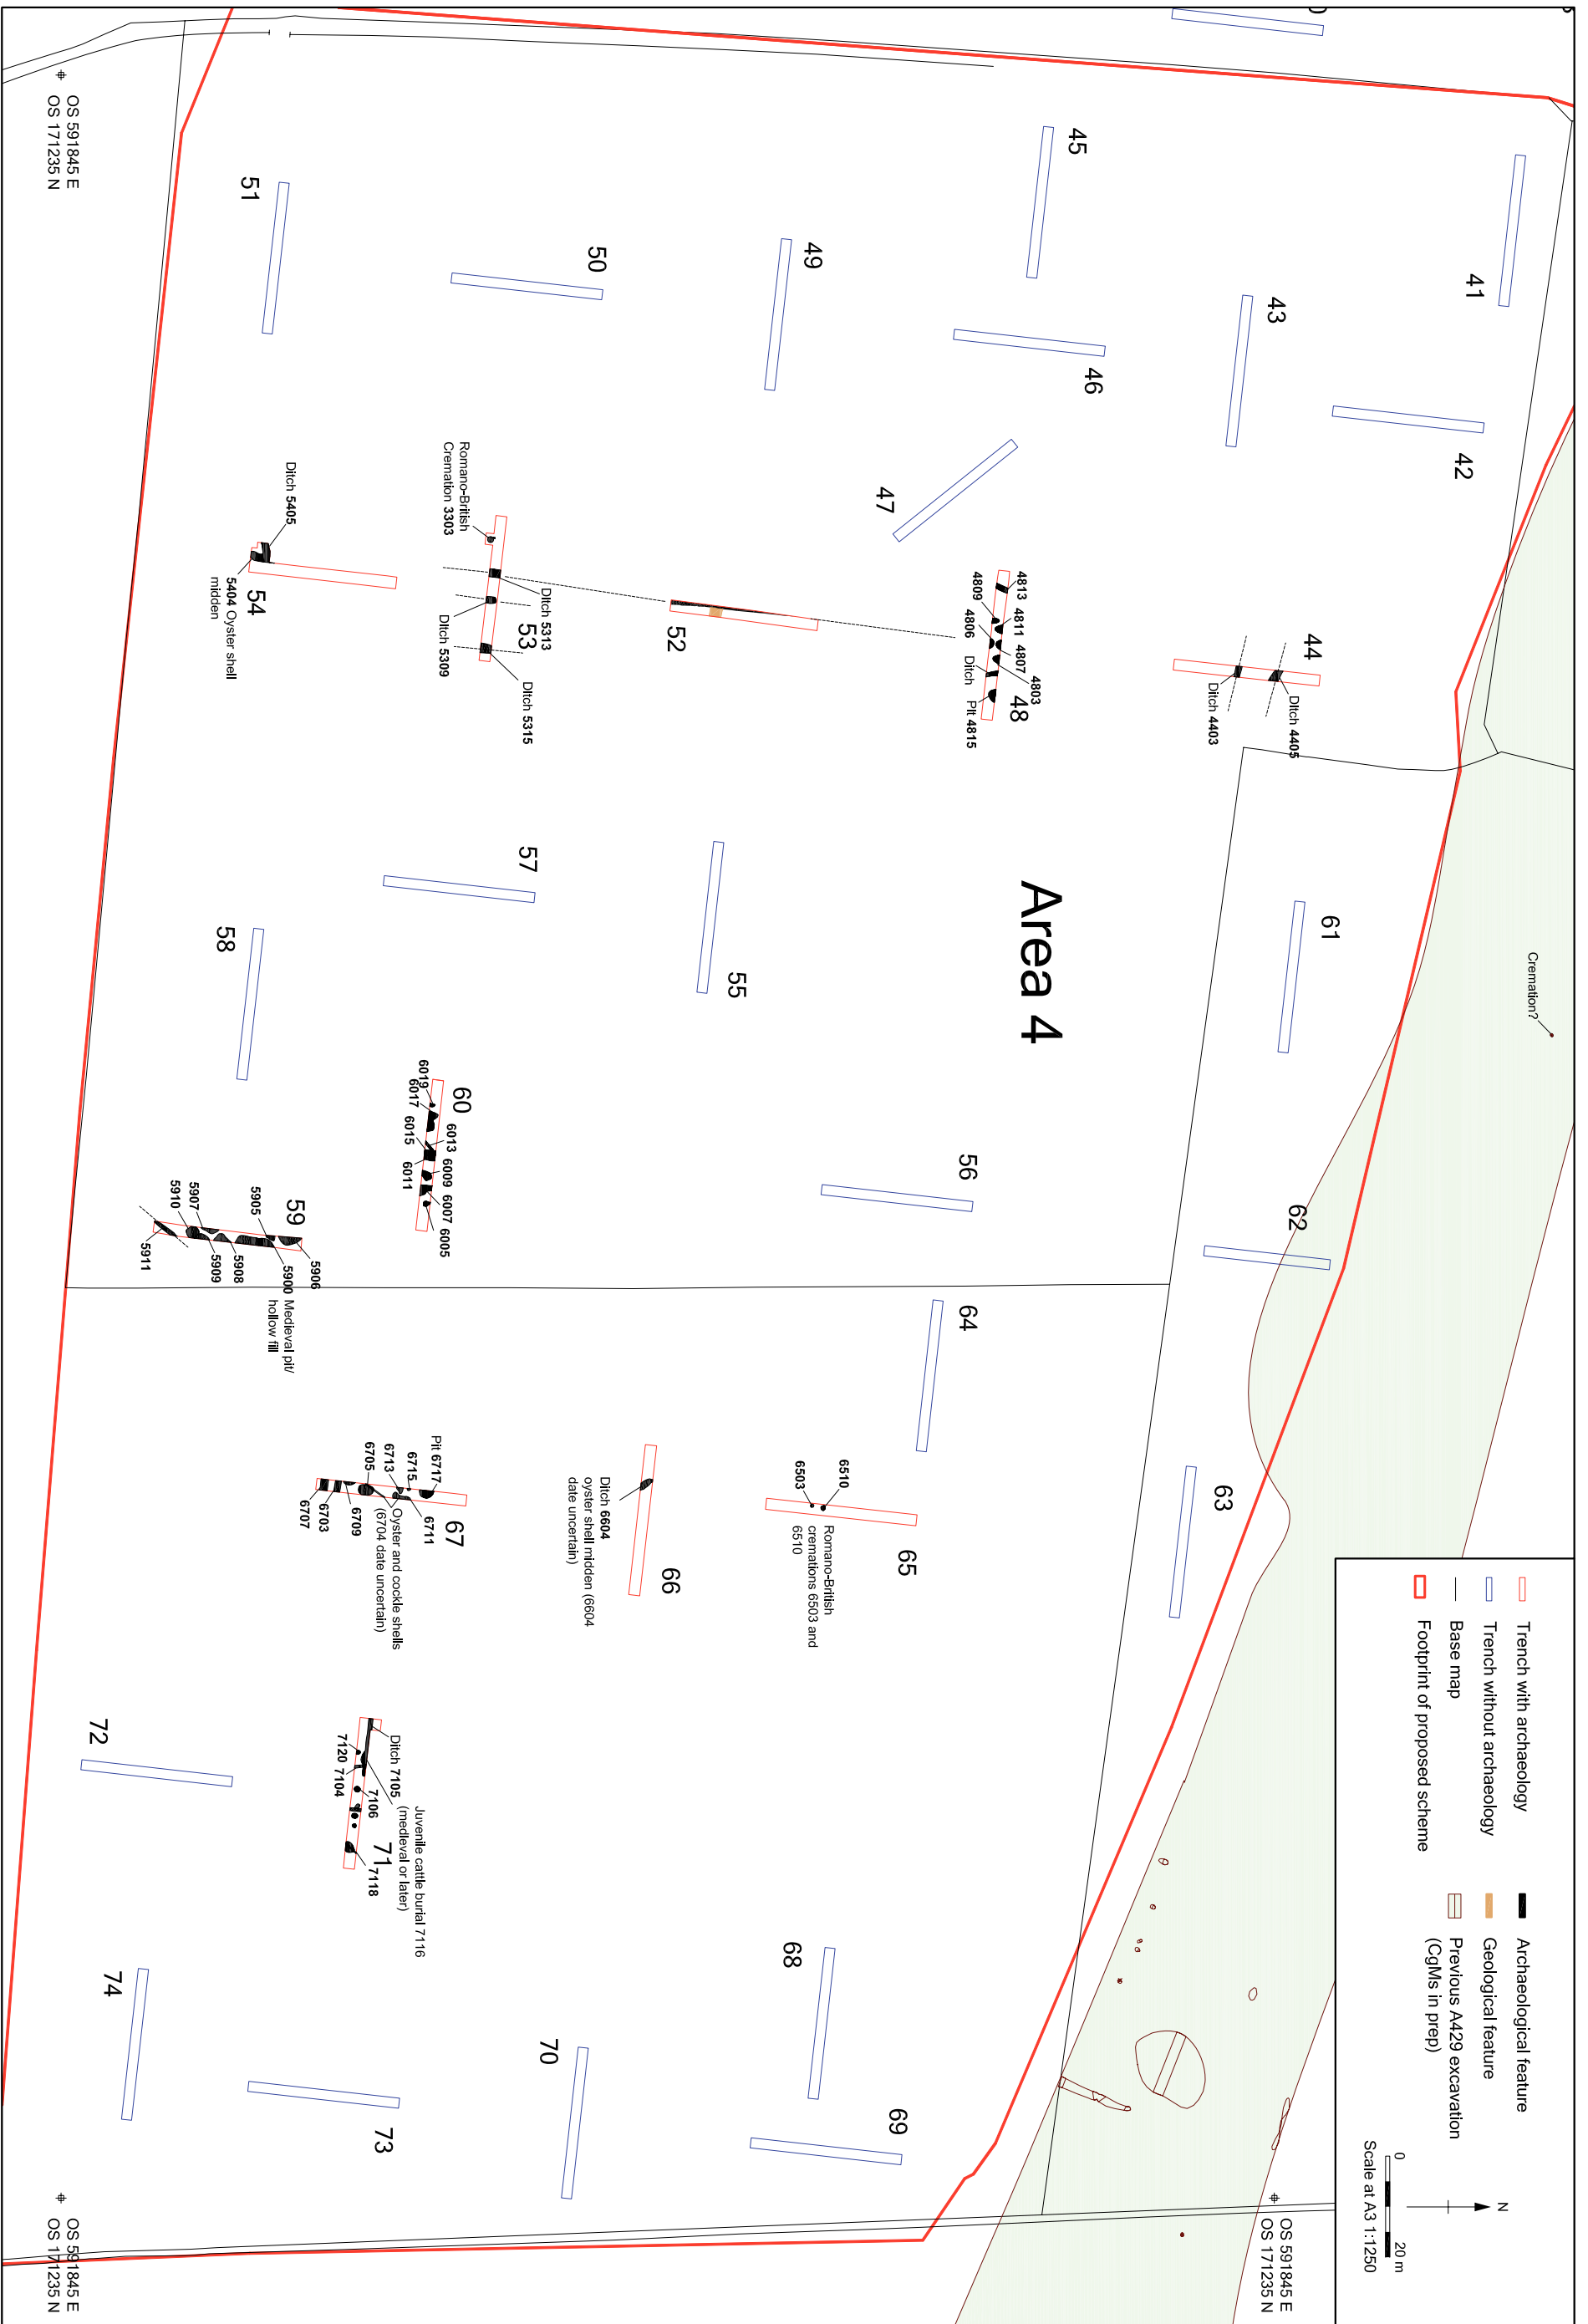 Area 4
41
42
43
44
Ditch 4405
Ditch 4403
45
46
47
48
4813
4811
4807
4803
4809
4806
Ditch
Pit 4815
49
50
51
52
53
Ditch 5313
Ditch 5315
Ditch 5309
Romano-British
Cremation 3303
54
Ditch 5405
5404 Oyster shell
midden
55
56
57
58
59
5906
5900 Medieval pit/
hollow fill
5905
5908
5909
5907
5910
5911
60
6019
6017
6013
6015
6009
6011
6007
6005
61
62
63
64
65
6510
6503
Romano-British
cremations 6503 and
6510
66
Ditch 6604
oyster shell midden (6604
date uncertain)
67
Pit 6717
6715
6713
6705
6711
Oyster and cockle shells
(6704 date uncertain)
6709
6703
6707
68
69
70
71
Ditch 7105
Juvenile cattle burial 7116
(medieval or later)
7120
7104
7106
7118
72
73
74
Cremation?
OS 591845 E
OS 171235 N
OS 591845 E
OS 171235 N
OS 591845 E
OS 171235 N
Trench with archaeology
Trench without archaeology
Base map
Footprint of proposed scheme
Archaeological feature
Geological feature
Previous A429 excavation
(CgMs in prep)
N
0
20 m
Scale at A3 1:1250